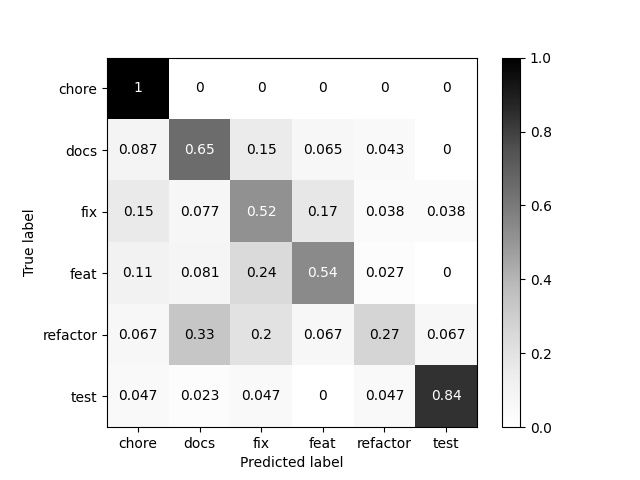 chore 1 0 0 0 0 0
docs 0.087 0.65 0.15 0.065 0.043 0
fix 0.15 0.077 0.52 0.17 0.038 0.038
feat 0.11 0.081 0.24 0.54 0.027 0
refactor 0.067 0.33 0.2 0.067 0.27 0.067
test 0.047 0.023 0.047 0 0.047 0.84
chore docs fix feat refactor test
Predicted label
True label
1.0
0.8
0.6
0.4
0.2
0.0